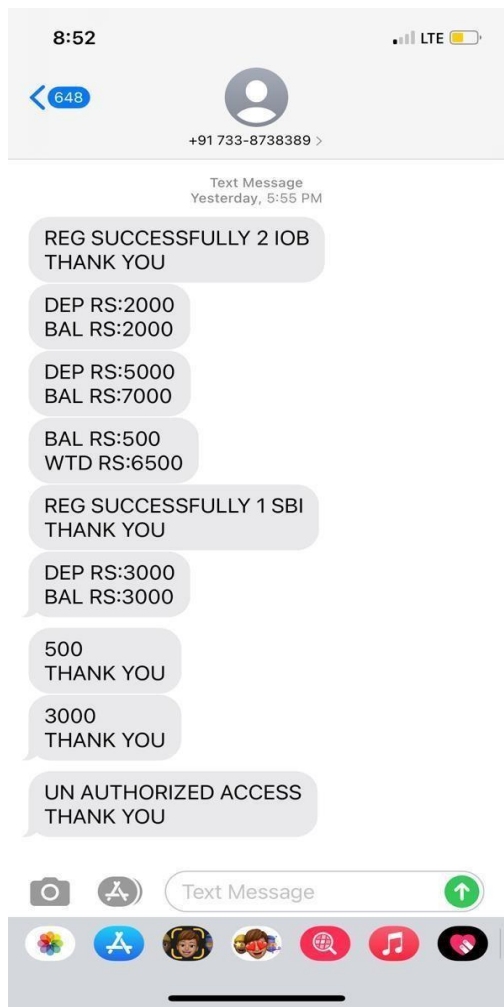 8:52
LTE
648
+91 733-8738389 >
Text Message
Yesterday, 5:55 PM
REG SUCCESSFULLY 2 IOB
THANK YOU
DEP RS:2000
BAL RS:2000
DEP RS:5000
BAL RS:7000
BAL RS:500
WTD RS:6500
REG SUCCESSFULLY 1 SBI
THANK YOU
DEP RS:3000
BAL RS:3000
500
THANK YOU
3000
THANK YOU
UN AUTHORIZED ACCESS
THANK YOU
Text Message